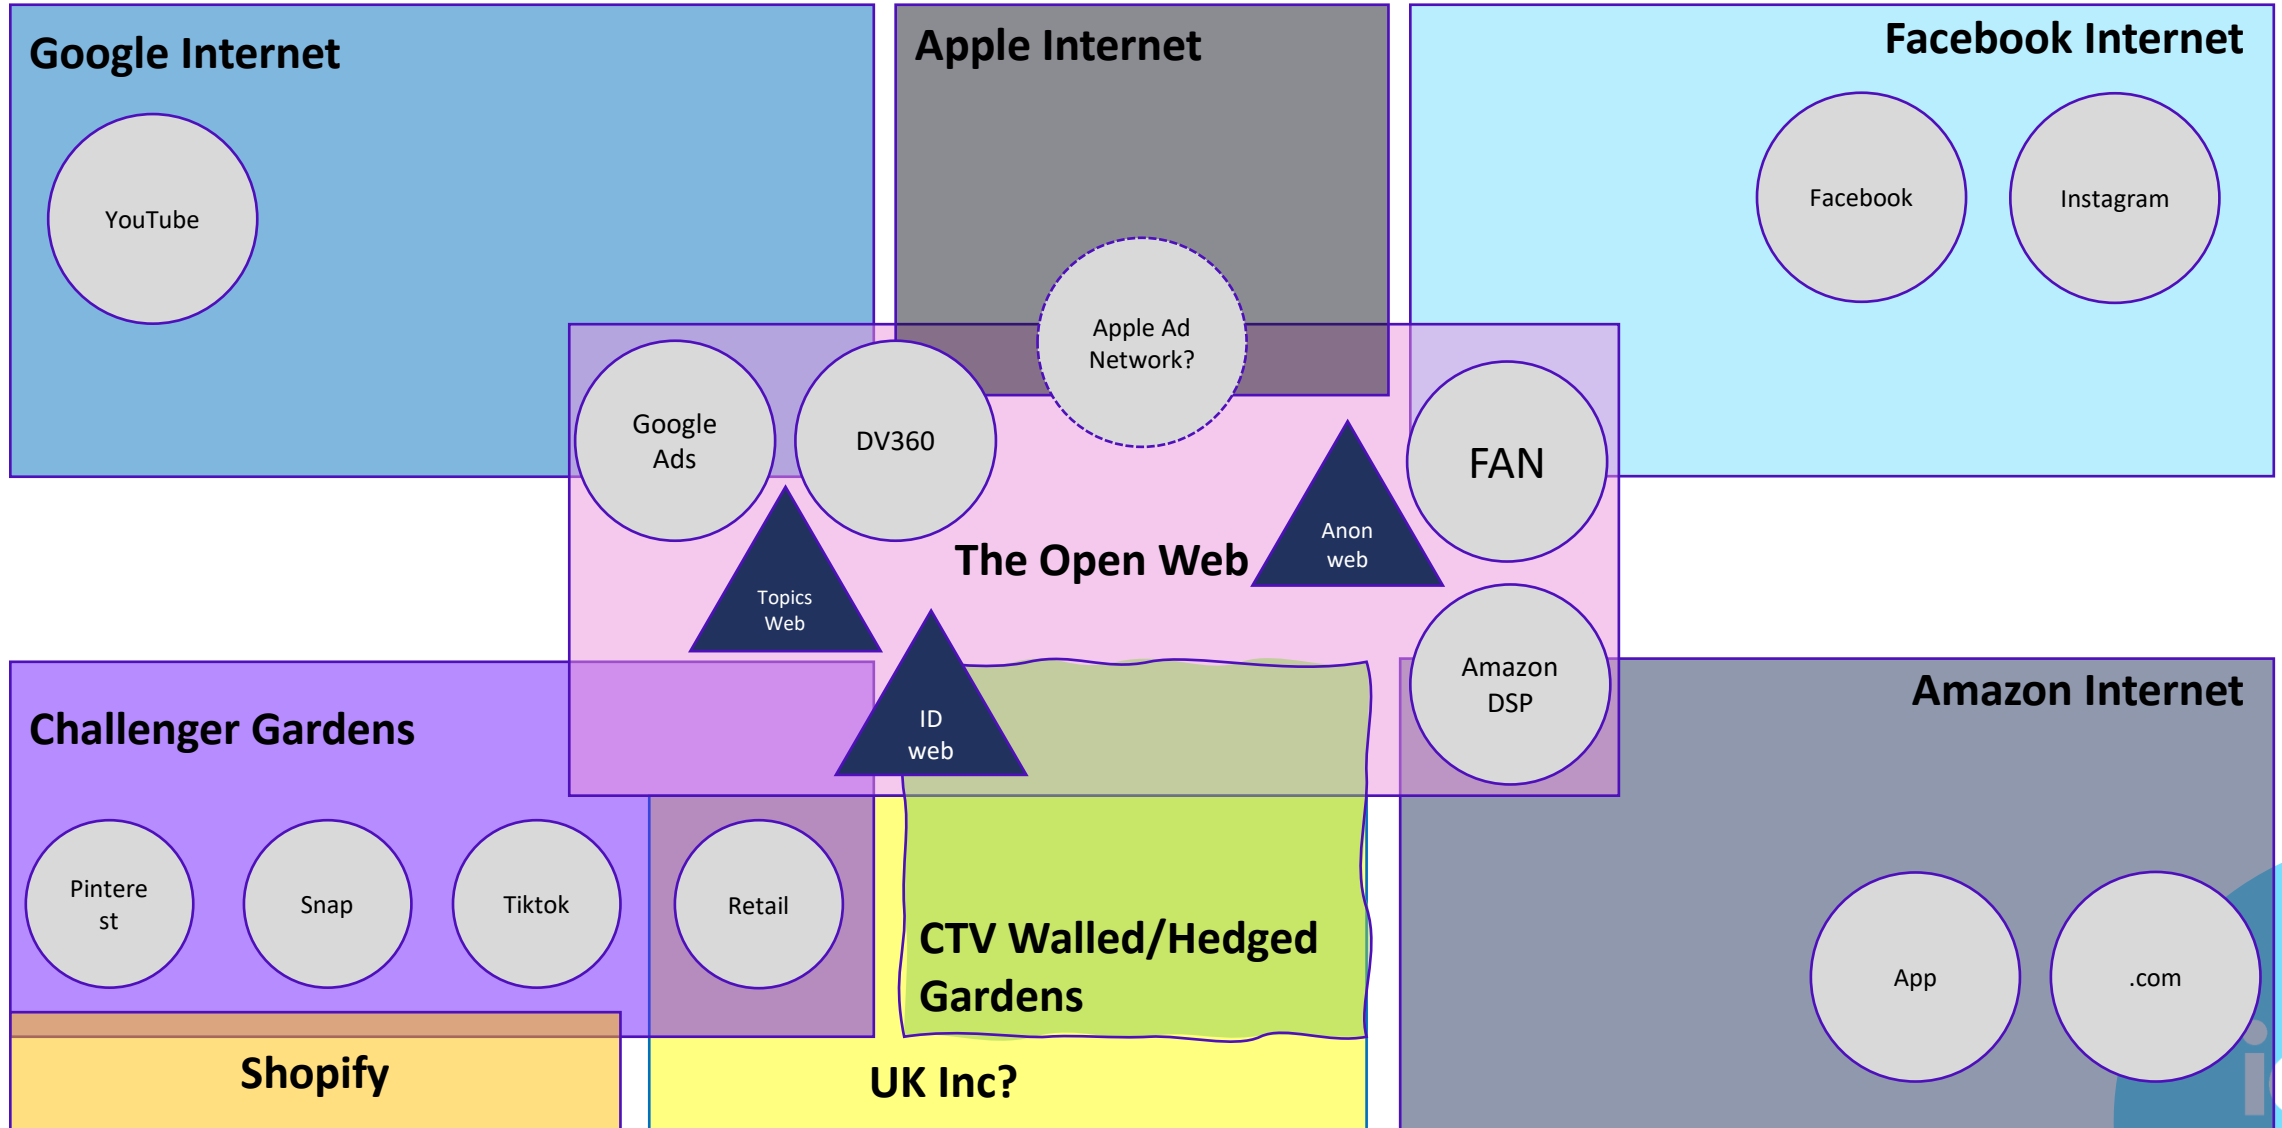 Google Internet
Apple Internet
Facebook Internet
YouTube
Facebook
Instagram
Apple Ad
Network?
Google
Ads
DV360
FAN
Anon
web
The Open Web
Topics
Web
Amazon
DSP
ID
web
Challenger Gardens
Amazon Internet
Pintere
st
Snap
Tiktok
Retail
CTV Walled/Hedged
Gardens
App
.com
Shopify
UK Inc?